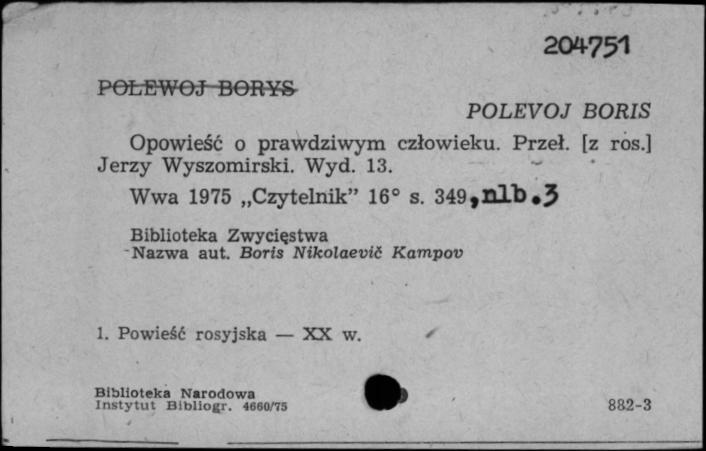 204751
POLEWOJ BORYS
POLEVOJ BORIS
Opowieść o prawdziwym człowieku. Przeł. [z ros.]
Jerzy Wyszomirski. Wyd. 13.
Wwa 1975 „Czytelnik” 16° s. 349, nlb. 3
Biblioteka Zwycięstwa
Nazwa aut. Boris Nikolaevič Kampov
1. Powieść rosyjska — XX w.
Biblioteka Narodowa
Instytut Bibliogr. 4660/75
882-3